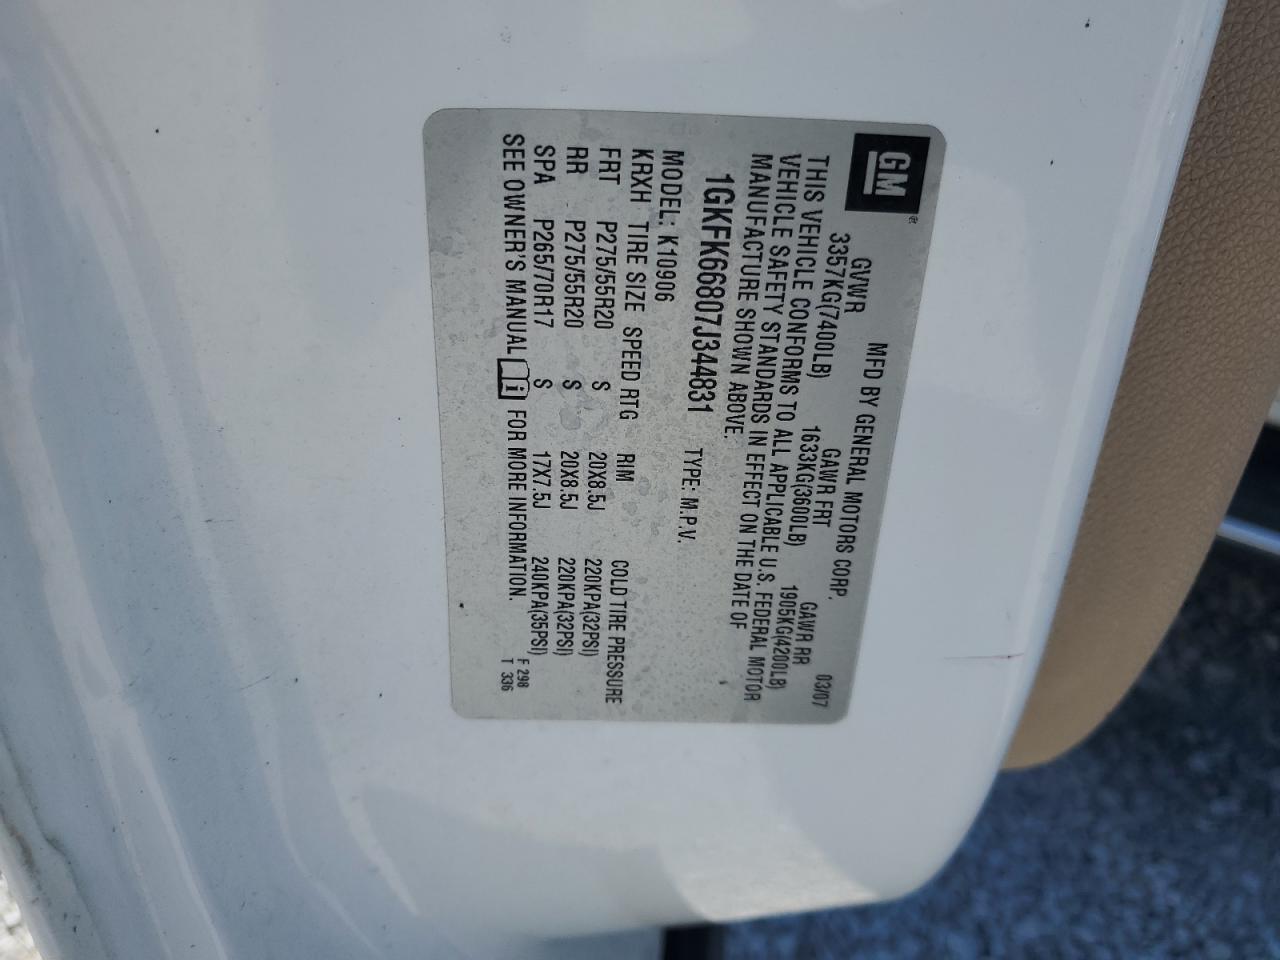 GM
MFD BY GENERAL MOTORS CORP. 03/07
GVWR GAWR FRT GAWR RR
3357KG(7400LB) 1633KG(3600LB) 1905KG(4200LB)
THIS VEHICLE CONFORMS TO ALL APPLICABLE U.S. FEDERAL MOTOR
VEHICLE SAFETY STANDARDS IN EFFECT ON THE DATE OF
MANUFACTURE SHOWN ABOVE.
1GKFK66807J344831 TYPE: M.P.V.
MODEL: K10906
KRXH TIRE SIZE SPEED RTG RIM COLD TIRE PRESSURE
FRT P275/55R20 S 20X8.5J 220KPA(32PSI)
RR P275/55R20 S 20X8.5J 220KPA(32PSI)
SPA P265/70R17 S 17X7.5J 240KPA(35PSI)
SEE OWNER'S MANUAL i FOR MORE INFORMATION.
F 298
T 336